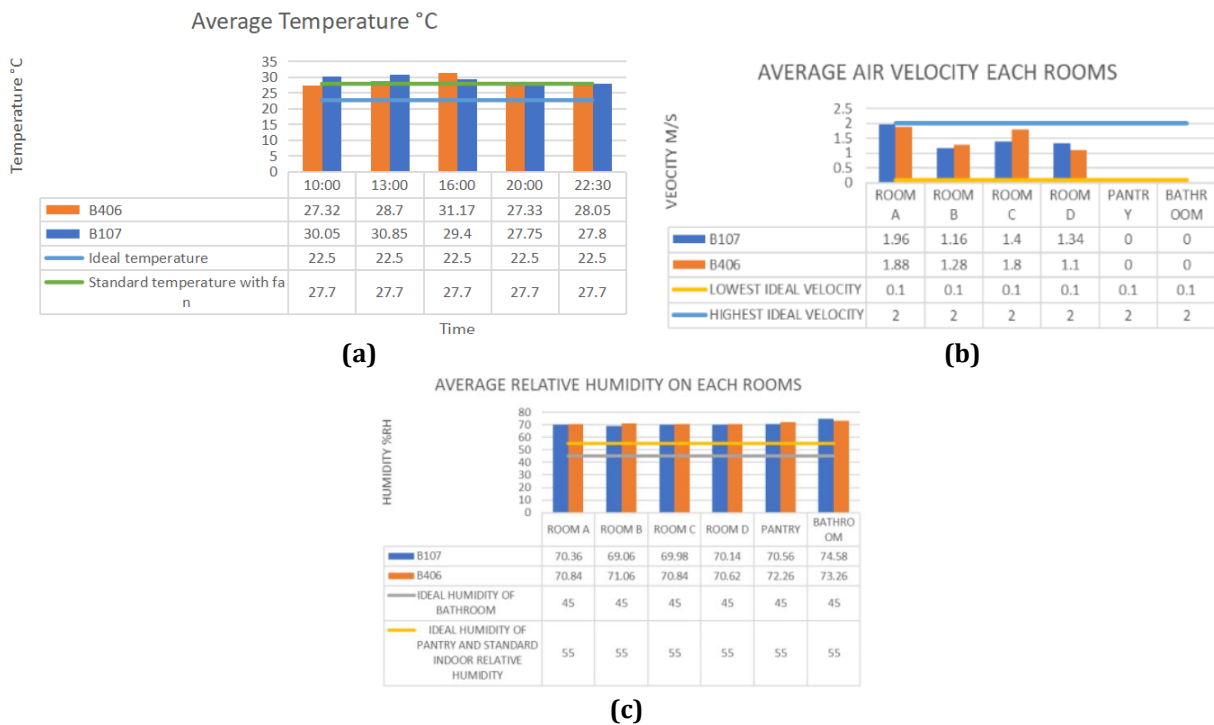 Average Temperature °C
Temperature °C
35
30
25
20
15
10
5
0
10:00 13:00 16:00 20:00 22:30
B406 27.32 28.7 31.17 27.33 28.05
B107 30.05 30.85 29.4 27.75 27.8
Ideal temperature 22.5 22.5 22.5 22.5 22.5
Standard temperature with fa
n 27.7 27.7 27.7 27.7 27.7
Time
(a)
AVERAGE AIR VELOCITY EACH ROOMS
VEOCITY M/S
2.5
2
1.5
1
0.5
0
ROOM ROOM ROOM ROOM PANTR BATHR
A B C D Y OOM
B107 1.96 1.16 1.4 1.34 0 0
B406 1.88 1.28 1.8 1.1 0 0
LOWEST IDEAL VELOCITY 0.1 0.1 0.1 0.1 0.1 0.1
HIGHEST IDEAL VELOCITY 2 2 2 2 2 2
(b)
AVERAGE RELATIVE HUMIDITY ON EACH ROOMS
HUMIDITY %RH
80
70
60
50
40
30
20
10
0
ROOM A ROOM B ROOM C ROOM D PANTRY BATHRO
OM
B107 70.36 69.06 69.98 70.14 70.56 74.58
B406 70.84 71.06 70.84 70.62 72.26 73.26
IDEAL HUMIDITY OF
BATHROOM 45 45 45 45 45 45
IDEAL HUMIDITY OF
PANTRY AND STANDARD
INDOOR RELATIVE
HUMIDITY 55 55 55 55 55 55
(c)